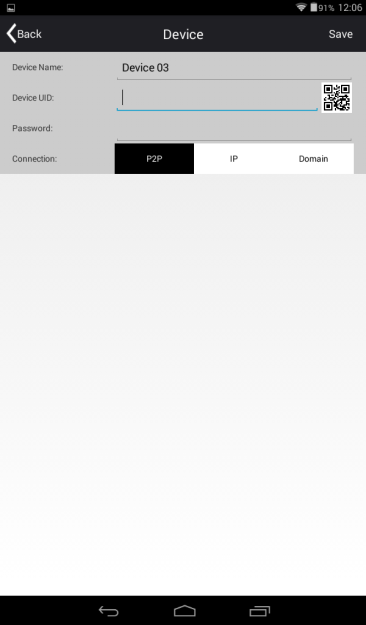 91% 12:06
Back Device Save
Device Name: Device 03
Device UID:
Password:
Connection: P2P IP Domain